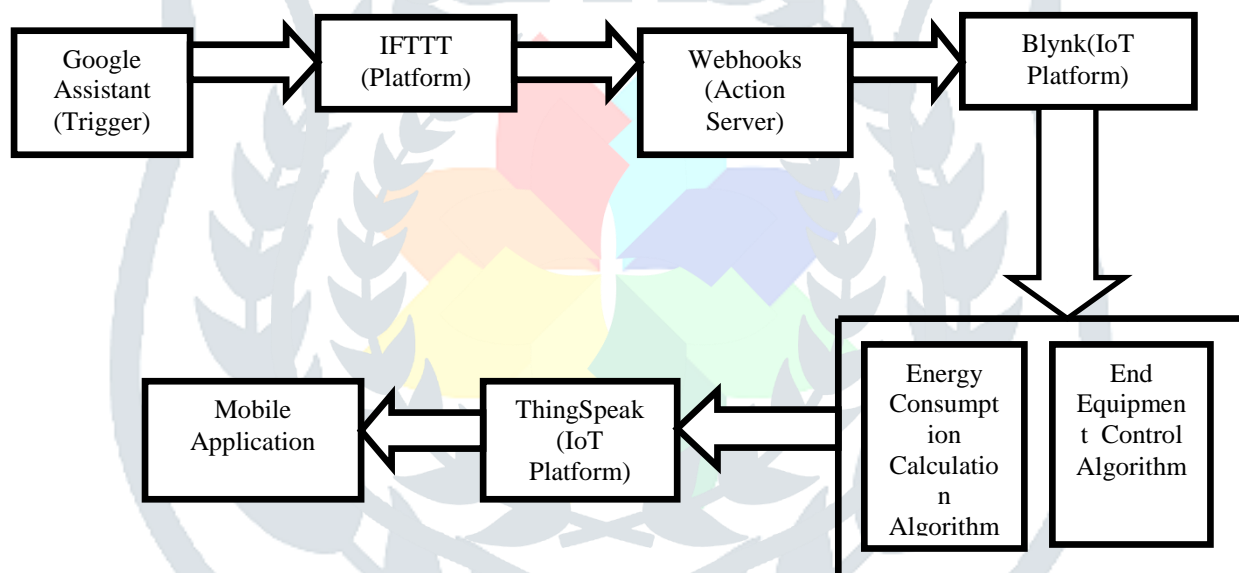 Google
Assistant
(Trigger)
IFTTT
(Platform)
Webhooks
(Action
Server)
Blynk(IoT
Platform)
Mobile
Application
ThingSpeak
(IoT
Platform)
Energy
Consumpt
ion
Calculatio
n
Algorithm
End
Equipmen
t Control
Algorithm